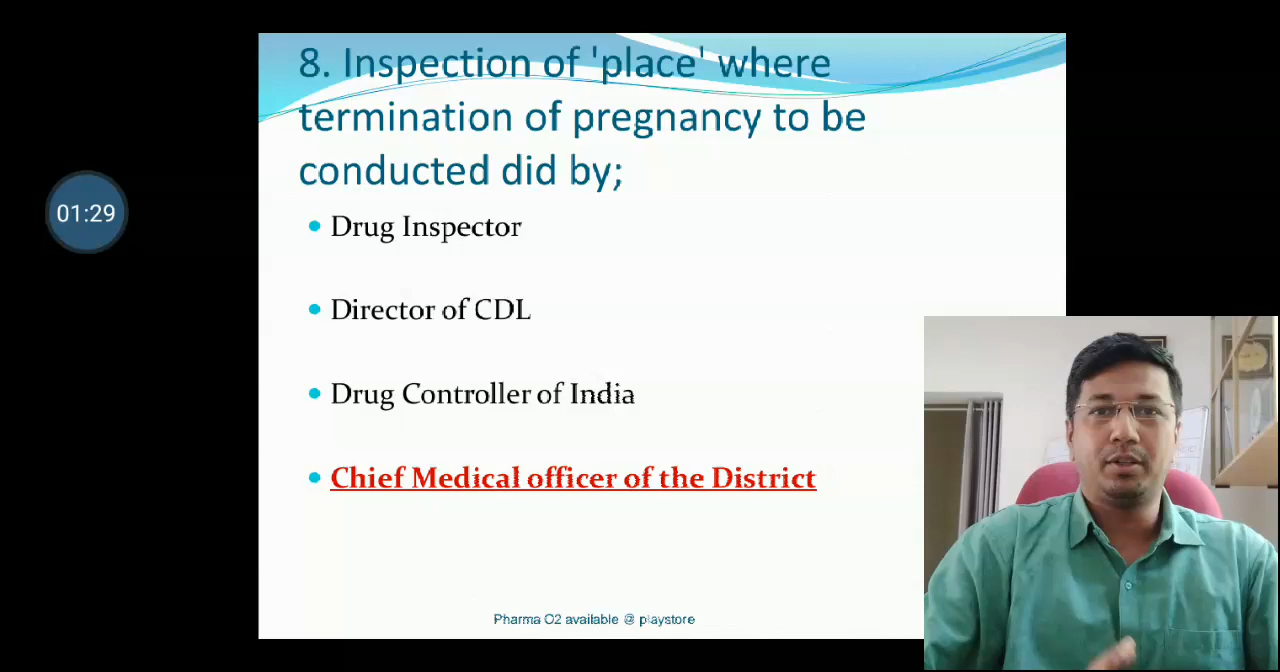 8. Inspection of 'place' where
termination of pregnancy to be
conducted did by;
01:29
Drug Inspector
Director of CDL
Drug Controller of India
Chief Medical officer of the District
Pharma O2 available @ playstore